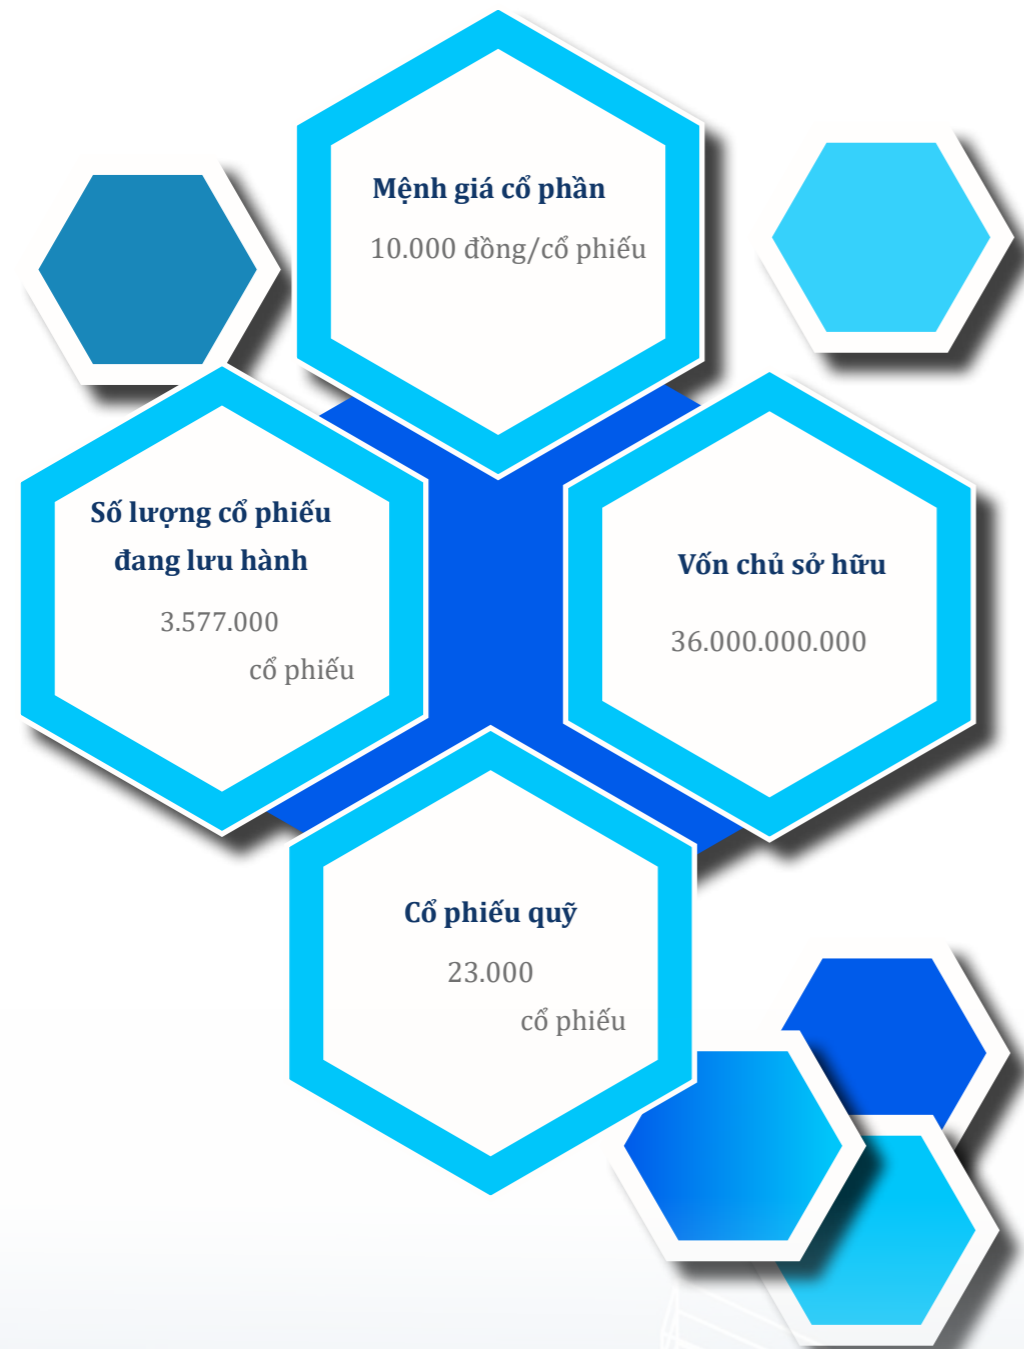 Mệnh giá cổ phần
10.000 đồng/cổ phiếu
Số lượng cổ phiếu
đang lưu hành
3.577.000
cổ phiếu
Vốn chủ sở hữu
36.000.000.000
Cổ phiếu quỹ
23.000
cổ phiếu